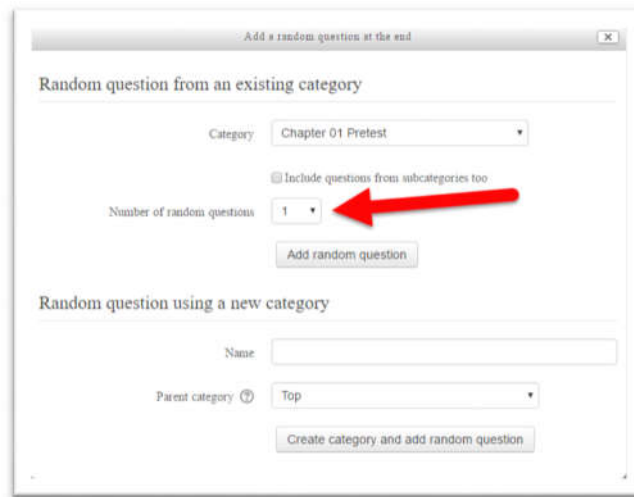 Add a random question at the end
Random question from an existing category
Category Chapter 01 Pretest
Include questions from subcategories too
Number of random questions 1
Add random question
Random question using a new category
Name
Parent category Top
Create category and add random question